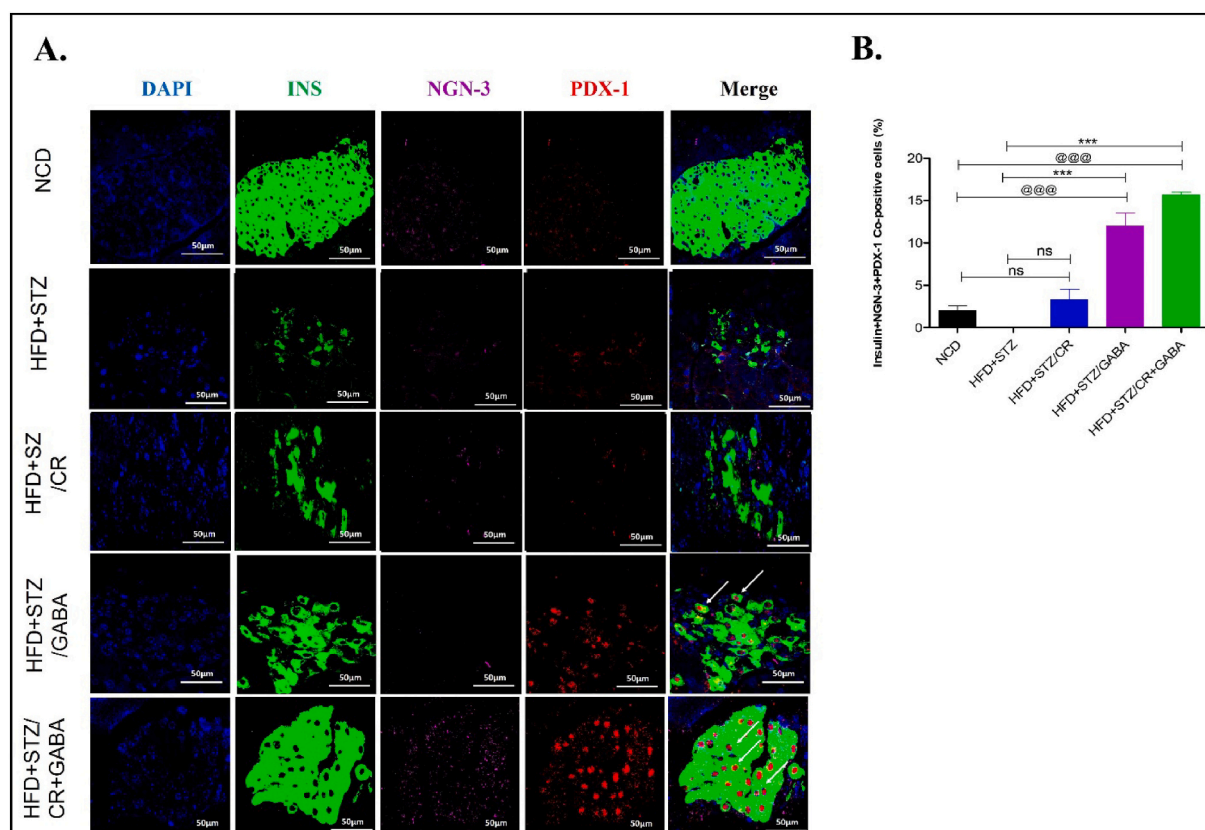 A.
DAPI INS NGN-3 PDX-1 Merge
NCD
50μm 50μm 50μm 50μm 50μm
HFD+STZ
50μm 50μm 50μm 50μm 50μm
HFD+SZ
/CR
50μm 50μm 50μm 50μm 50μm
HFD+STZ
/GABA
50μm 50μm 50μm 50μm 50μm
HFD+STZ/
CR+GABA
50μm 50μm 50μm 50μm 50μm
B.
Insulin+NGN-3+PDX-1 Co-positive cells (%)
20
15
10
5
0
***
@@@
***
@@@
ns
ns
NCD
HFD+STZ
HFD+STZ/CR
HFD+STZ/GABA
HFD+STZ/CR+GABA